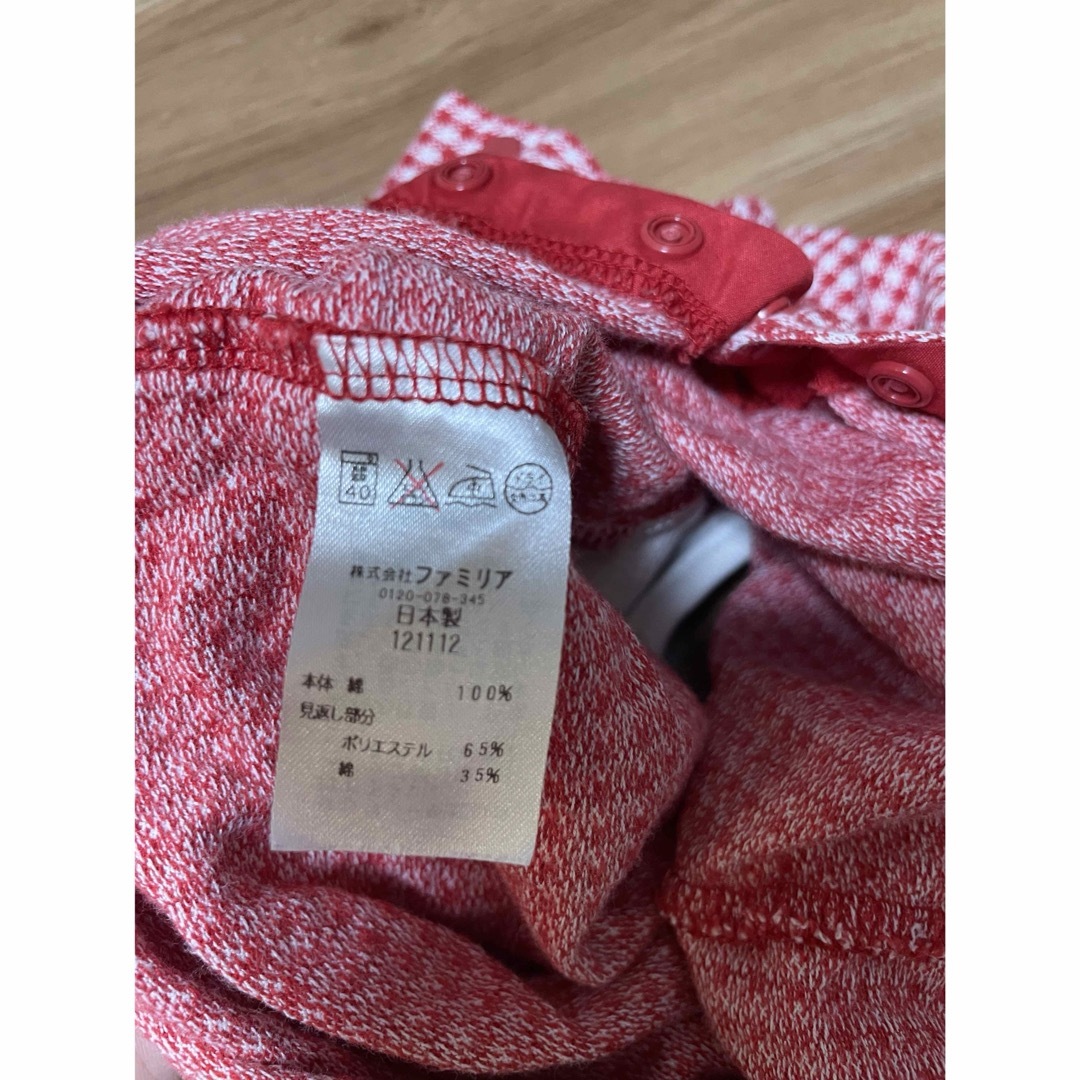 40
株式会社ファミリア
0120-078-345
日本製
121112
本体 綿 100%
見返し部分
ポリエステル 65%
綿 35%